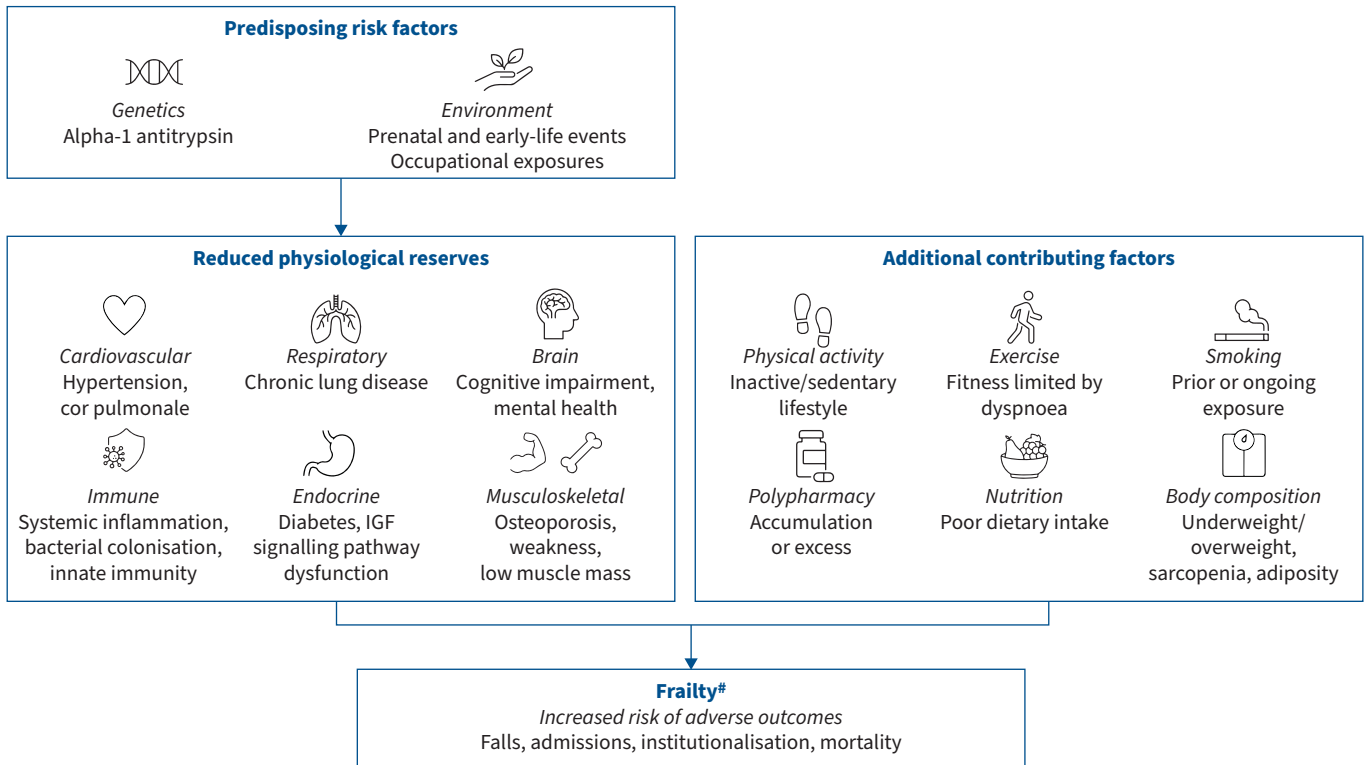 Predisposing risk factors
Genetics
Alpha-1 antitrypsin
Environment
Prenatal and early-life events
Occupational exposures
Reduced physiological reserves
Cardiovascular
Hypertension,
cor pulmonale
Respiratory
Chronic lung disease
Brain
Cognitive impairment,
mental health
Immune
Systemic inflammation,
bacterial colonisation,
innate immunity
Endocrine
Diabetes, IGF
signalling pathway
dysfunction
Musculoskeletal
Osteoporosis,
weakness,
low muscle mass
Additional contributing factors
Physical activity
Inactive/sedentary
lifestyle
Exercise
Fitness limited by
dyspnoea
Smoking
Prior or ongoing
exposure
Polypharmacy
Accumulation
or excess
Nutrition
Poor dietary intake
Body composition
Underweight/
overweight,
sarcopenia, adiposity
Frailty#
Increased risk of adverse outcomes
Falls, admissions, institutionalisation, mortality